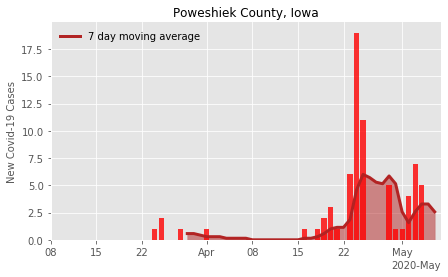 Poweshiek County, Iowa
7 day moving average
New Covid-19 Cases
17.5
15.0
12.5
10.0
7.5
5.0
2.5
0.0
08 15 22 Apr 08 15 22 May
2020-May